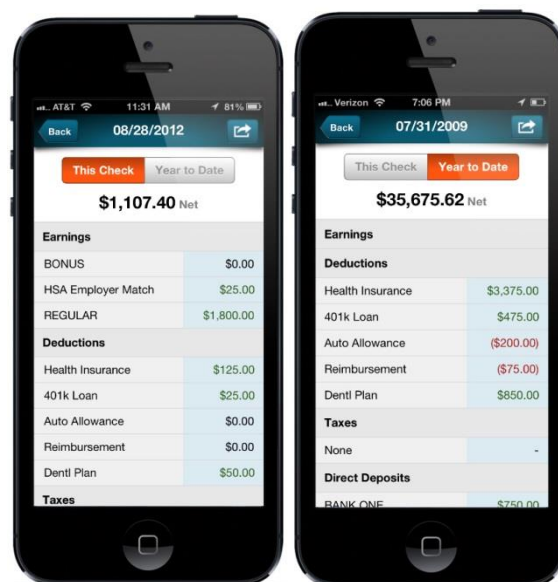 AT&T 11:31 AM 81%
Back 08/28/2012
This Check Year to Date
$1,107.40 Net
Earnings
BONUS $0.00
HSA Employer Match $25.00
REGULAR $1,800.00
Deductions
Health Insurance $125.00
401k Loan $25.00
Auto Allowance $0.00
Reimbursement $0.00
Dentl Plan $50.00
Taxes
Verizon 7:06 PM
Back 07/31/2009
This Check Year to Date
$35,675.62 Net
Earnings
Deductions
Health Insurance $3,375.00
401k Loan $475.00
Auto Allowance ($200.00)
Reimbursement ($75.00)
Dentl Plan $850.00
Taxes
None -
Direct Deposits
BANK ONE $750.00